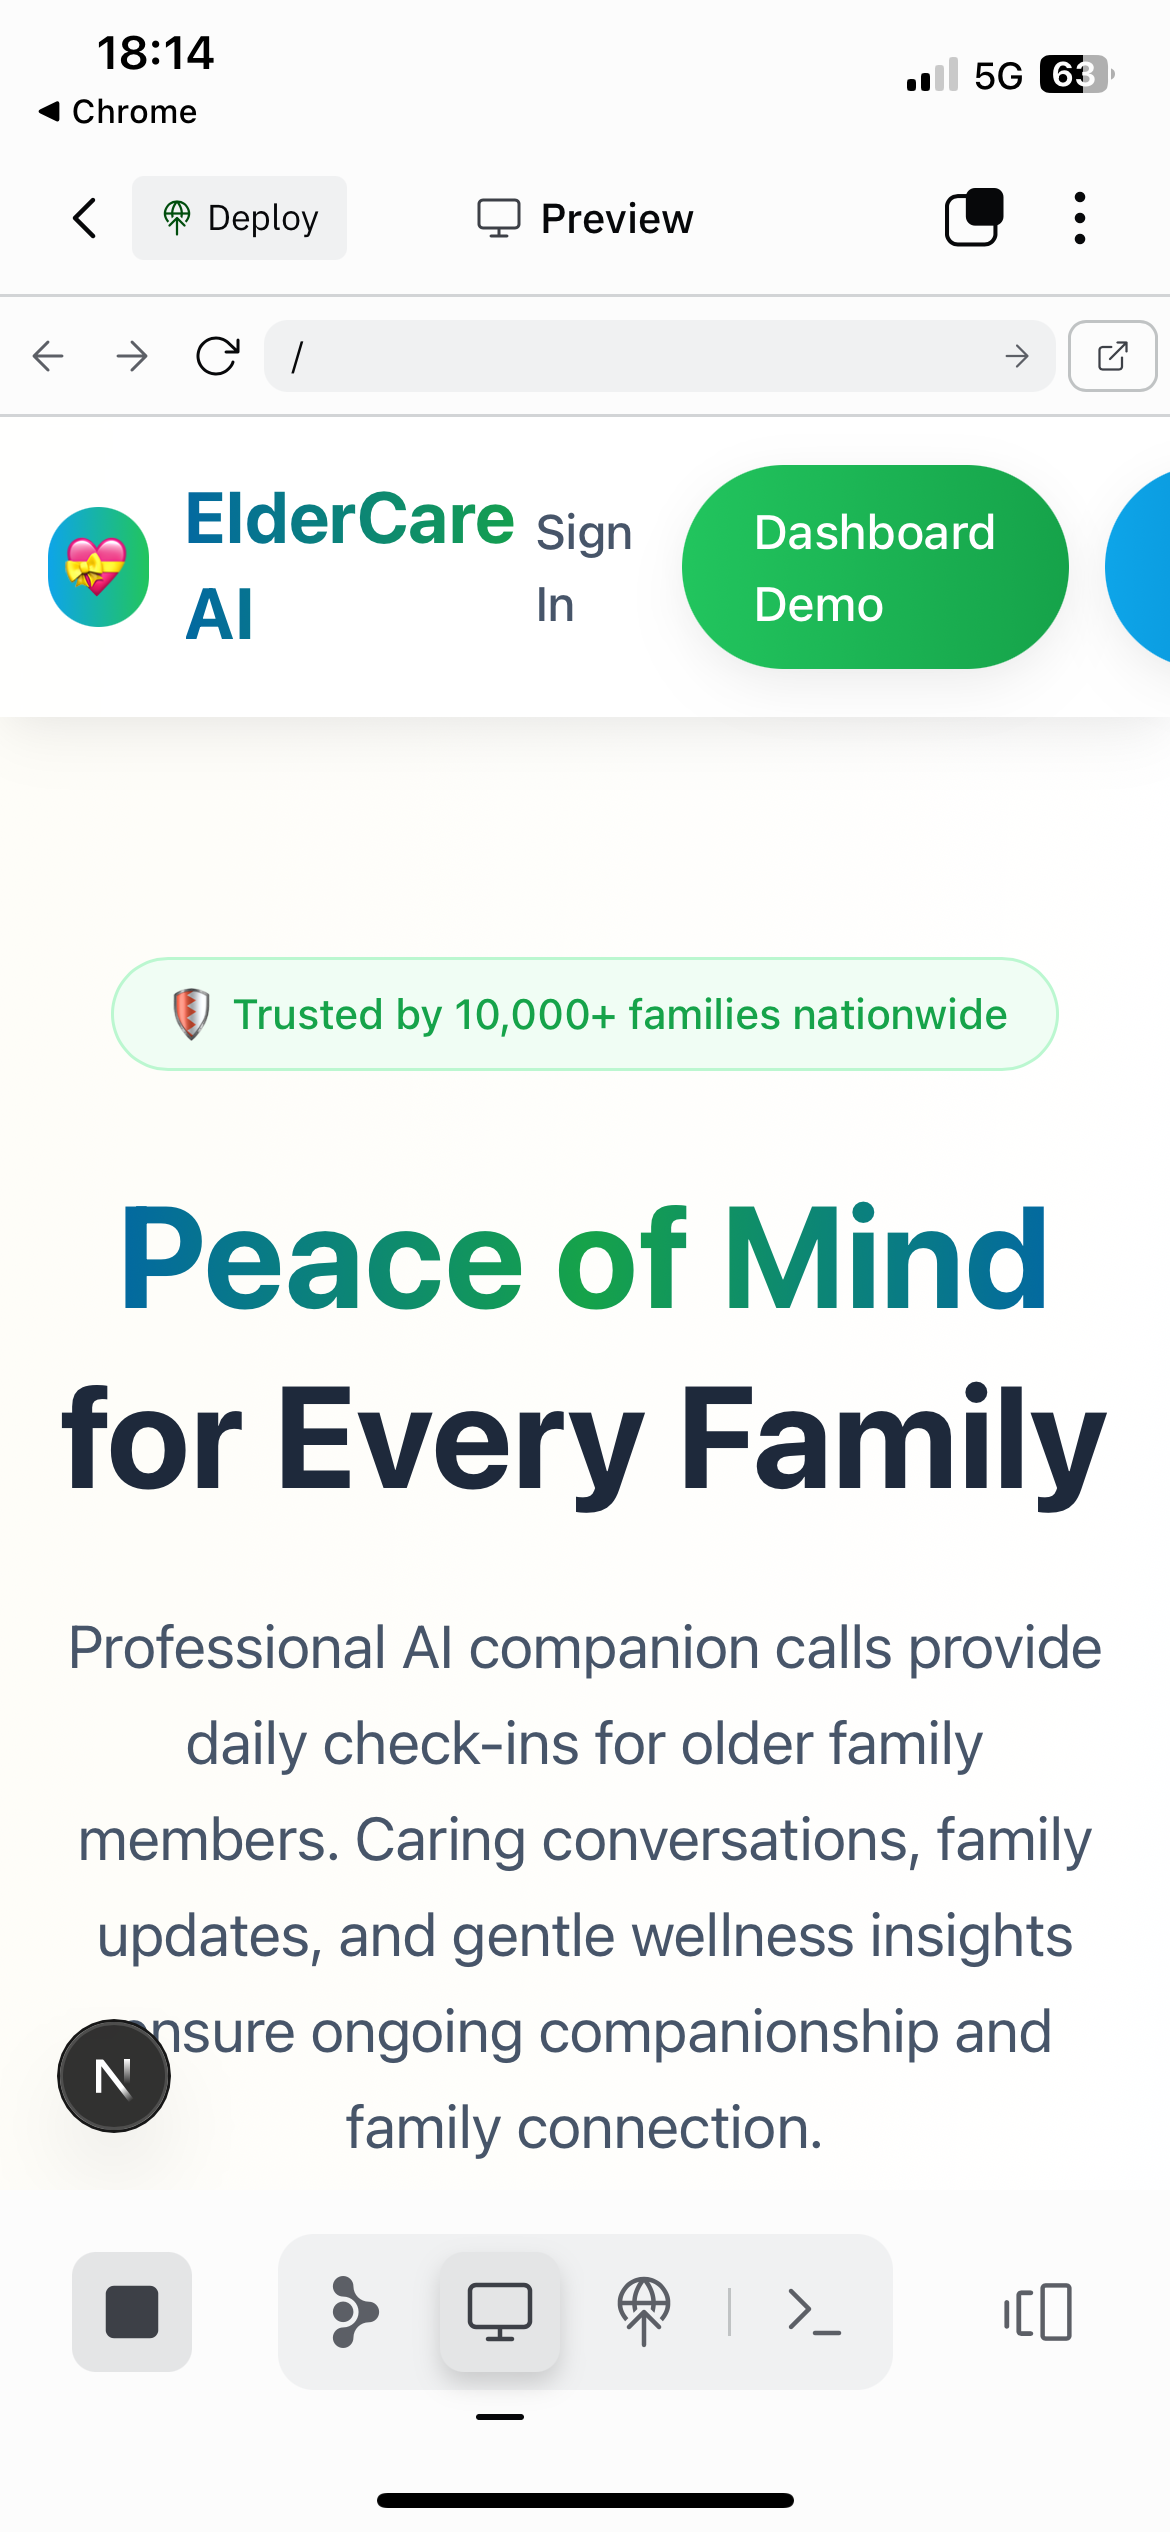 18:14
5G
63
Chrome
Deploy
Preview
/
ElderCare
AI
Sign
In
Dashboard
Demo
Trusted by 10,000+ families nationwide
Peace of Mind
for Every Family
Professional AI companion calls provide
daily check-ins for older family
members. Caring conversations, family
updates, and gentle wellness insights
ensure ongoing companionship and
family connection.
N